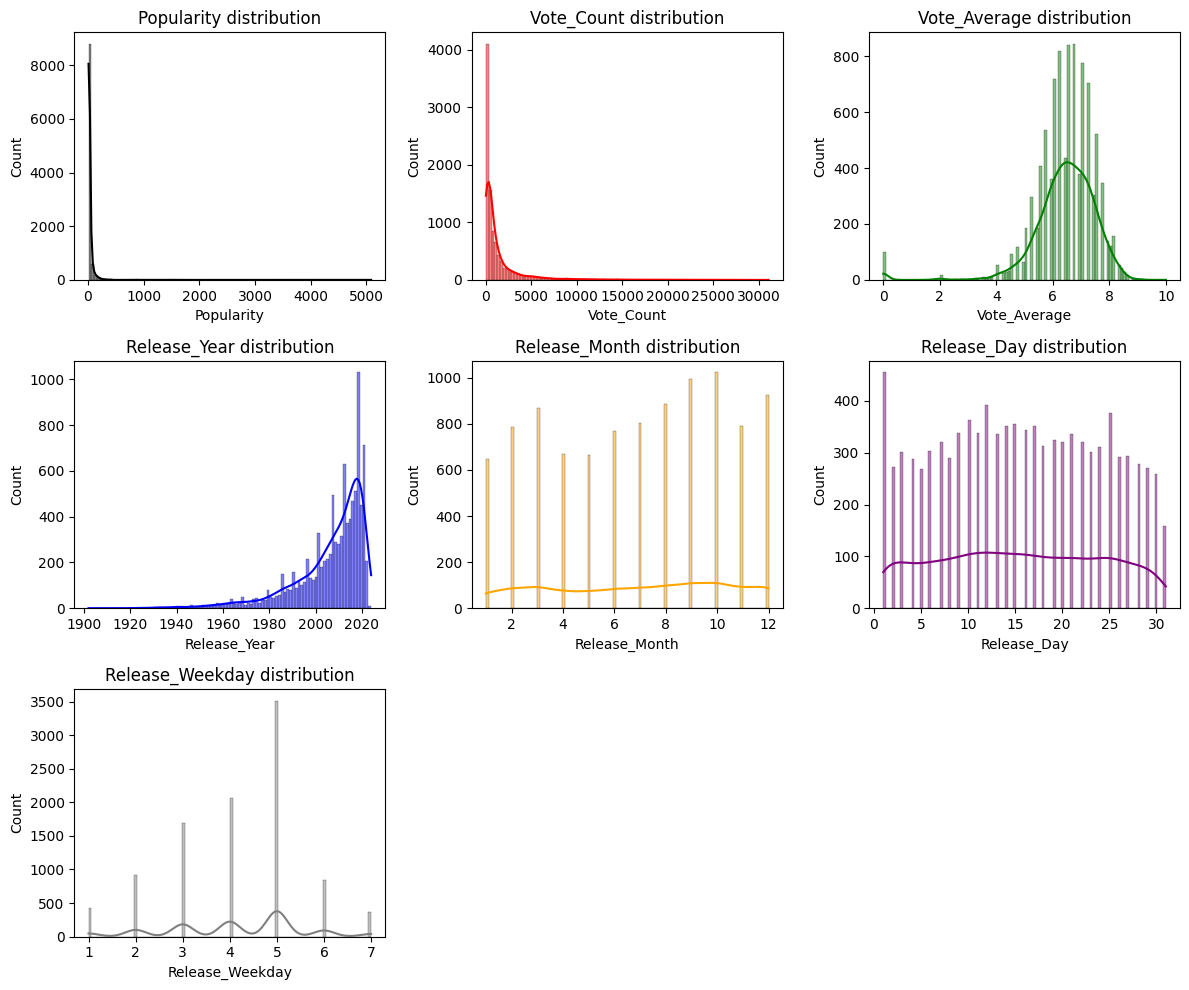 Popularity distribution
Count
8000
6000
4000
2000
0
0 1000 2000 3000 4000 5000
Popularity
Vote_Count distribution
Count
4000
3000
2000
1000
0
0 5000 10000 15000 20000 25000 30000
Vote_Count
Vote_Average distribution
Count
800
600
400
200
0
0 2 4 6 8 10
Vote_Average
Release_Year distribution
Count
1000
800
600
400
200
0
1900 1920 1940 1960 1980 2000 2020
Release_Year
Release_Month distribution
Count
1000
800
600
400
200
0
2 4 6 8 10 12
Release_Month
Release_Day distribution
Count
400
300
200
100
0
0 5 10 15 20 25 30
Release_Day
Release_Weekday distribution
Count
3500
3000
2500
2000
1500
1000
500
0
1 2 3 4 5 6 7
Release_Weekday